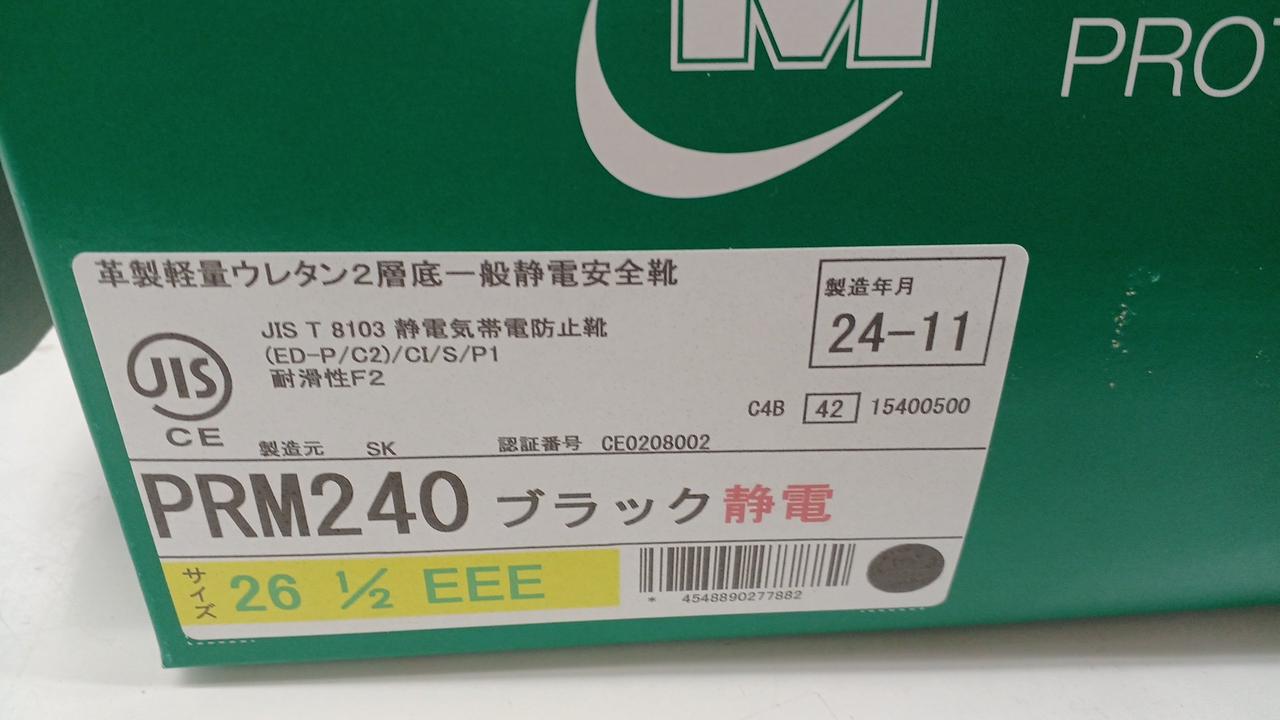 M
PRO
革製軽量ウレタン2層底一般静電安全靴
製造年月
24-11
JIS T 8103 静電気帯電防止靴
(ED-P/C2)/CI/S/P1
耐滑性F2
JIS
CE
C4B 42 15400500
製造元 SK 認証番号 CE0208002
PRM240 ブラック 静電
サイズ 26 ½ EEE
* 4548890277882